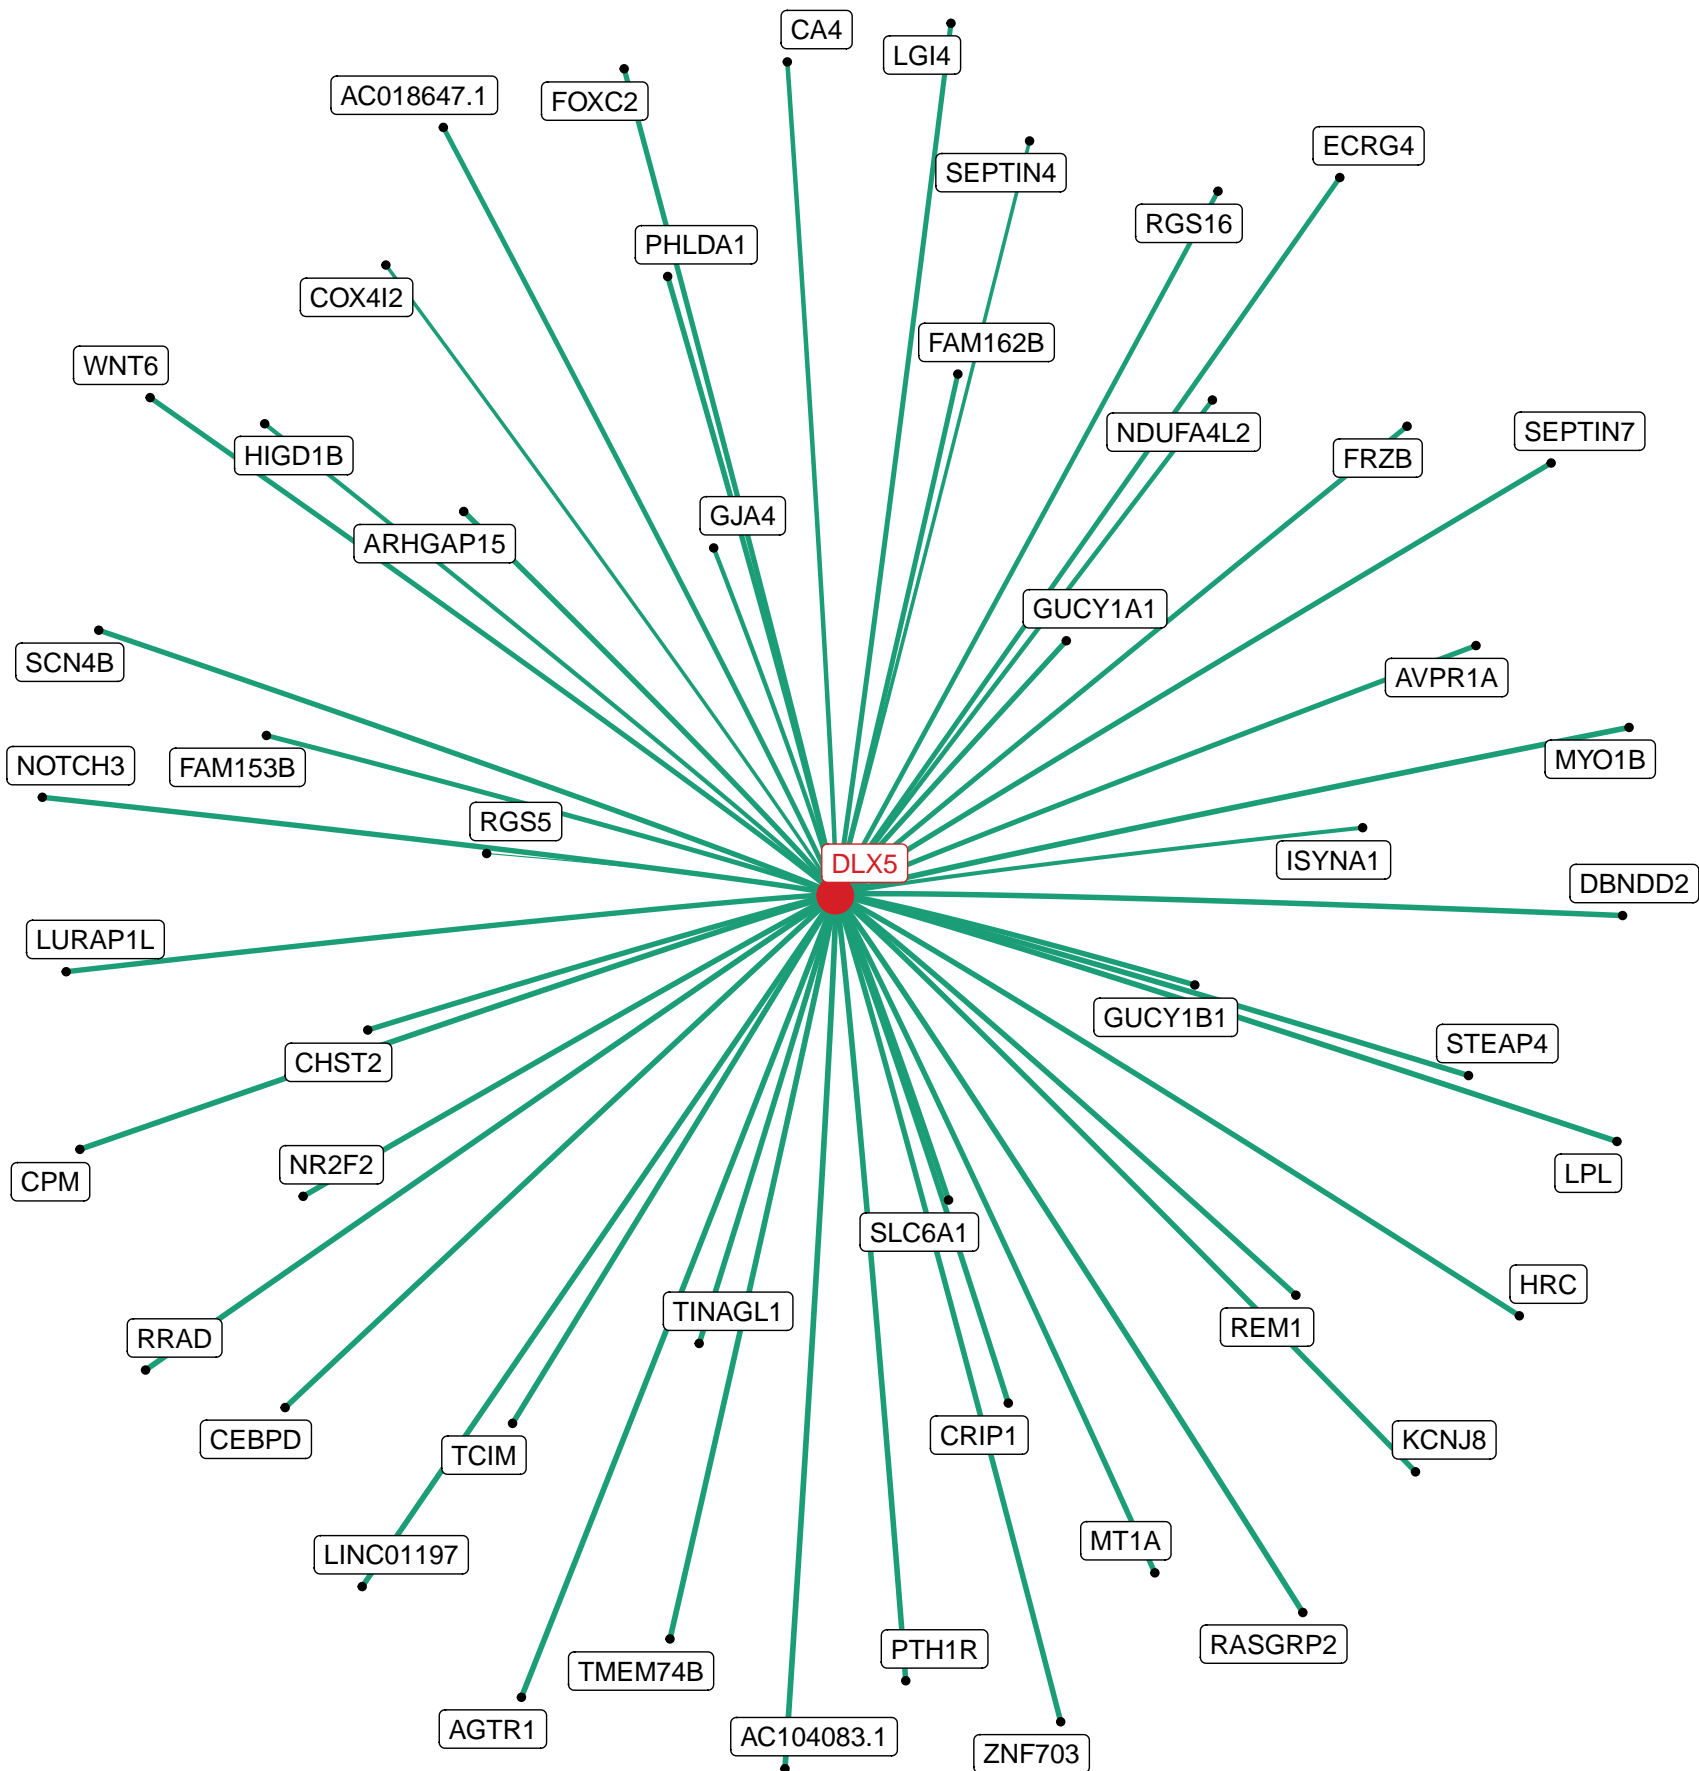 CA4
LGI4
AC018647.1
FOXC2
ECRG4
SEPTIN4
RGS16
PHLDA1
COX4I2
FAM162B
WNT6
NDUFA4L2
SEPTIN7
HIGD1B
FRZB
GJA4
ARHGAP15
GUCY1A1
SCN4B
AVPR1A
NOTCH3
FAM153B
MYO1B
RGS5
DLX5
ISYNA1
DBNDD2
LURAP1L
GUCY1B1
STEAP4
CHST2
NR2F2
CPM
LPL
SLC6A1
HRC
TINAGL1
REM1
RRAD
CEBPD
CRIP1
KCNJ8
TCIM
MT1A
LINC01197
RASGRP2
PTH1R
TMEM74B
AGTR1
AC104083.1
ZNF703